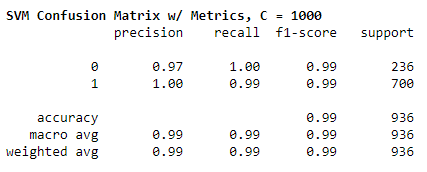 SVM Confusion Matrix w/ Metrics, C = 1000
precision recall f1-score support
0 0.97 1.00 0.99 236
1 1.00 0.99 0.99 700
accuracy 0.99 936
macro avg 0.99 0.99 0.99 936
weighted avg 0.99 0.99 0.99 936